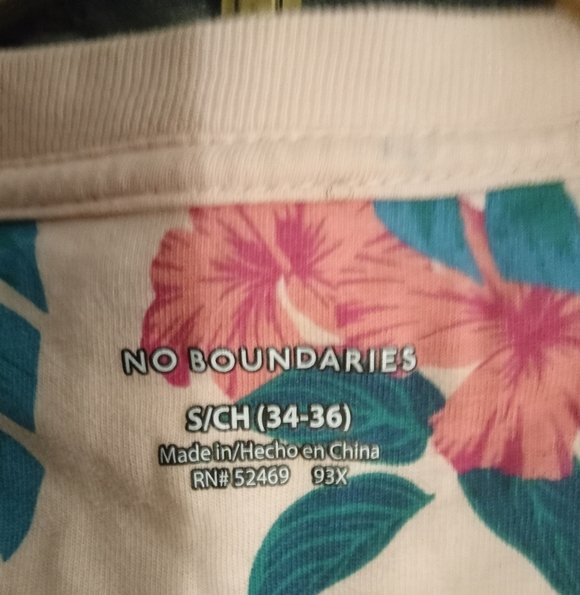 NO BOUNDARIES
S/CH (34-36)
Made in/Hecho en China
RN# 52469 93X